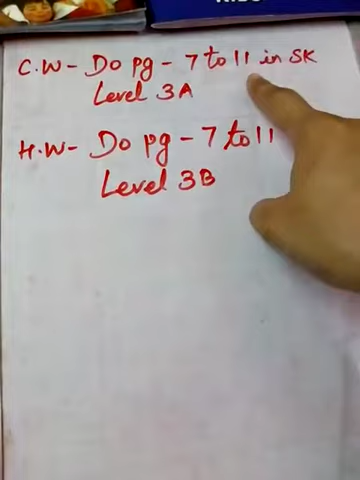 C.W - Do pg - 7 to 11 in SK
Level 3A
H.W - Do pg - 7 to 11
Level 3B